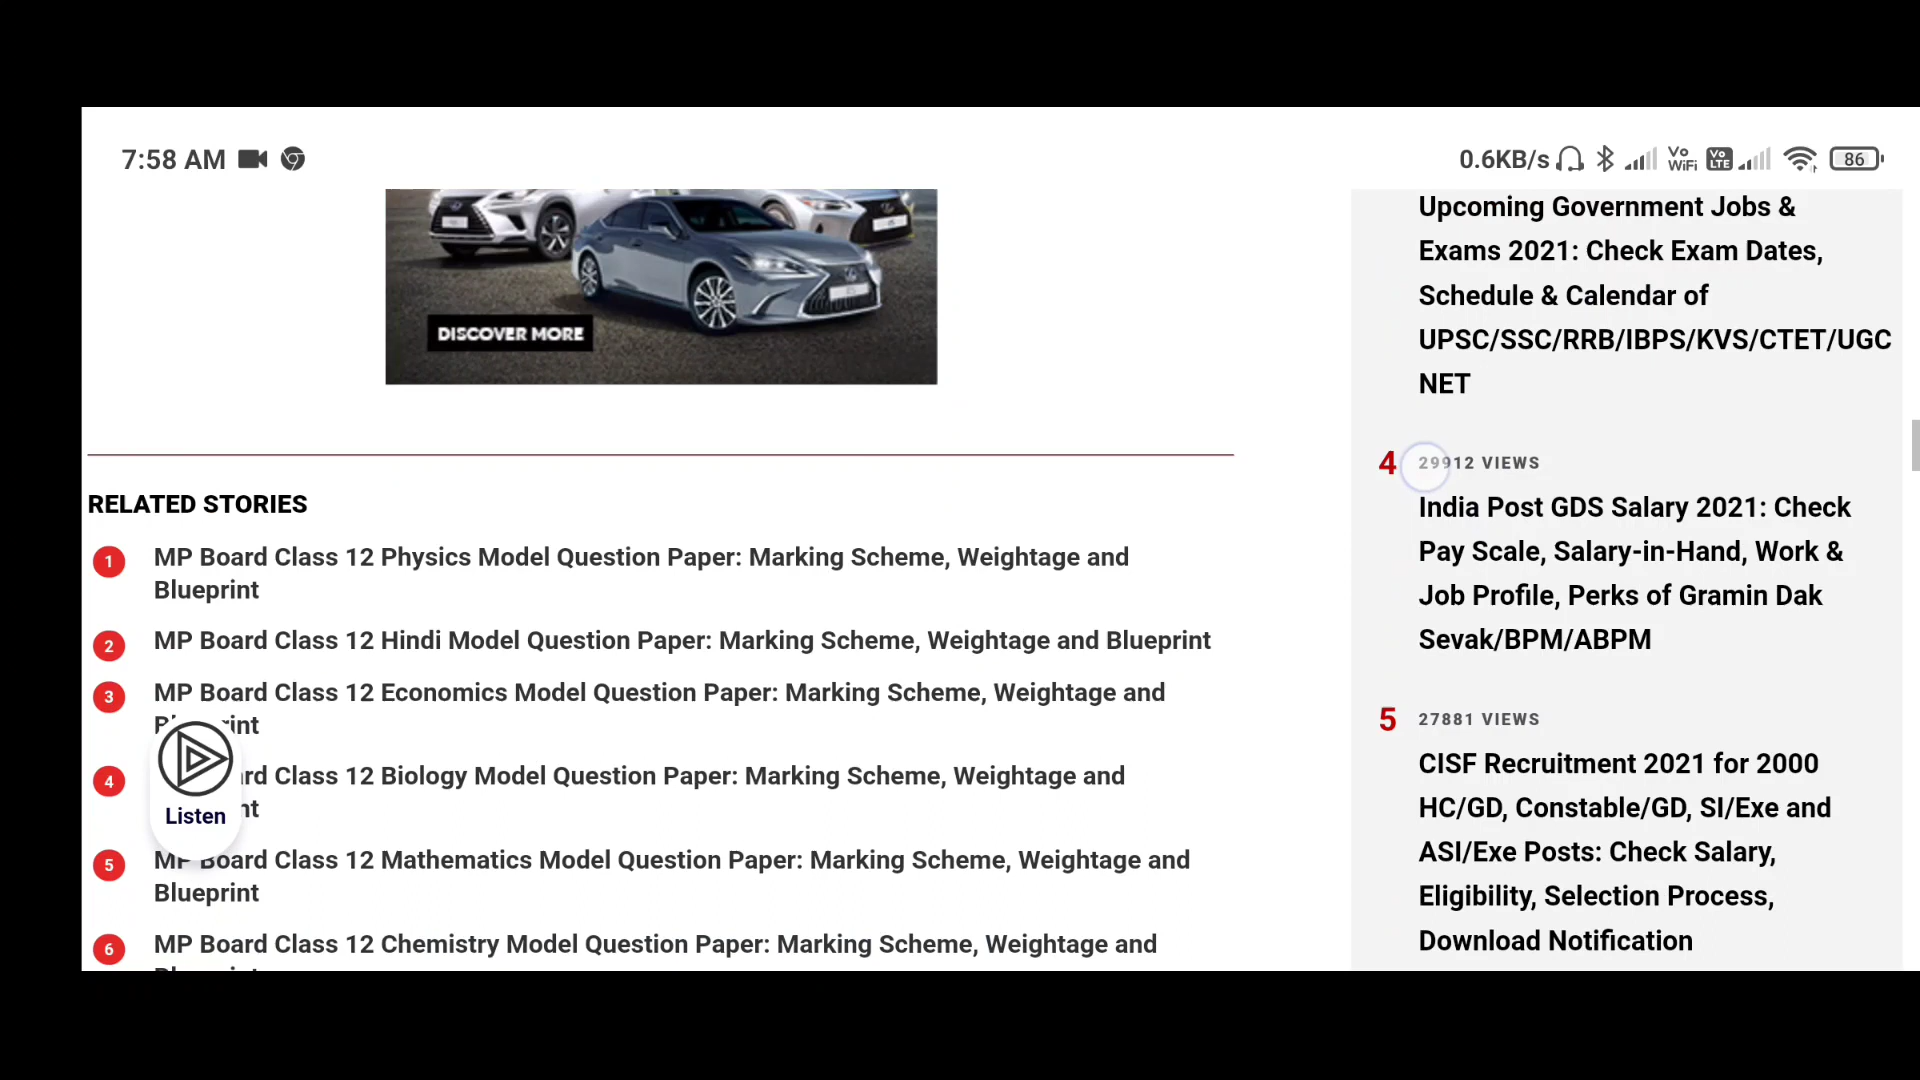 7:58 AM
0.6KB/s
Vo WiFi
Vo LTE
86
DISCOVER MORE
RELATED STORIES
1 MP Board Class 12 Physics Model Question Paper: Marking Scheme, Weightage and
Blueprint
2 MP Board Class 12 Hindi Model Question Paper: Marking Scheme, Weightage and Blueprint
3 MP Board Class 12 Economics Model Question Paper: Marking Scheme, Weightage and
4 Class 12 Biology Model Question Paper: Marking Scheme, Weightage and
Listen
5 MP Board Class 12 Mathematics Model Question Paper: Marking Scheme, Weightage and
Blueprint
6 MP Board Class 12 Chemistry Model Question Paper: Marking Scheme, Weightage and
Upcoming Government Jobs &
Exams 2021: Check Exam Dates,
Schedule & Calendar of
UPSC/SSC/RRB/IBPS/KVS/CTET/UGC
NET
4 29912 VIEWS
India Post GDS Salary 2021: Check
Pay Scale, Salary-in-Hand, Work &
Job Profile, Perks of Gramin Dak
Sevak/BPM/ABPM
5 27881 VIEWS
CISF Recruitment 2021 for 2000
HC/GD, Constable/GD, SI/Exe and
ASI/Exe Posts: Check Salary,
Eligibility, Selection Process,
Download Notification